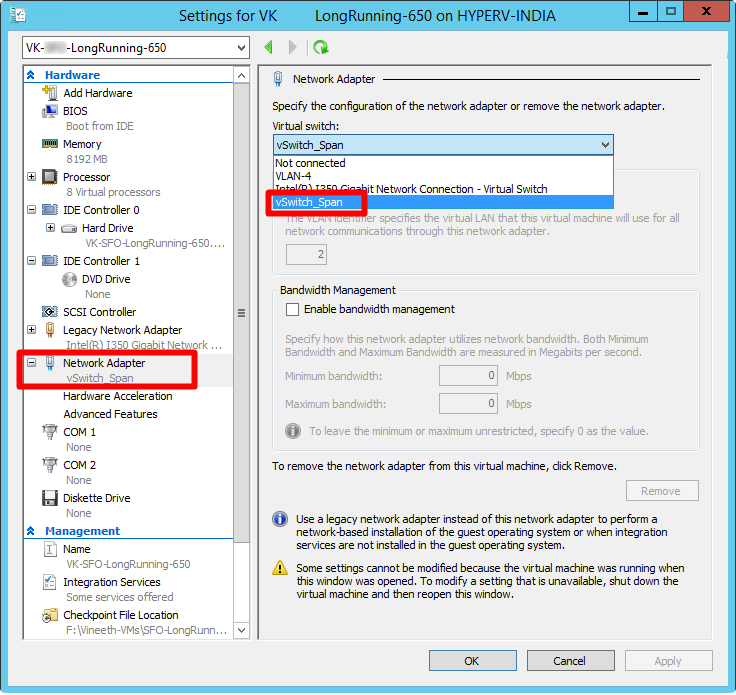 Settings for VK LongRunning-650 on HYPERV-INDIA
VK- -LongRunning-650
Hardware
Add Hardware
BIOS
Boot from IDE
Memory
8192 MB
Processor
8 Virtual processors
IDE Controller 0
Hard Drive
VK-SFO-LongRunning-650....
IDE Controller 1
DVD Drive
None
SCSI Controller
Legacy Network Adapter
Intel(R) I350 Gigabit Network ...
Network Adapter
vSwitch_Span
Hardware Acceleration
Advanced Features
COM 1
None
COM 2
None
Diskette Drive
None
Management
Name
VK-SFO-LongRunning-650
Integration Services
Some services offered
Checkpoint File Location
F:\Vineeth-VMs\SFO-LongRunn...
Network Adapter
Specify the configuration of the network adapter or remove the network adapter.
Virtual switch:
vSwitch_Span
Not connected
VLAN-4
Intel(R) I350 Gigabit Network Connection - Virtual Switch
vSwitch_Span
The VLAN identifier specifies the virtual LAN that this virtual machine will use for all
network communications through this network adapter.
2
Bandwidth Management
Enable bandwidth management
Specify how this network adapter utilizes network bandwidth. Both Minimum
Bandwidth and Maximum Bandwidth are measured in Megabits per second.
Minimum bandwidth: 0 Mbps
Maximum bandwidth: 0 Mbps
To leave the minimum or maximum unrestricted, specify 0 as the value.
To remove the network adapter from this virtual machine, click Remove.
Remove
Use a legacy network adapter instead of this network adapter to perform a
network-based installation of the guest operating system or when integration
services are not installed in the guest operating system.
Some settings cannot be modified because the virtual machine was running when
this window was opened. To modify a setting that is unavailable, shut down the
virtual machine and then reopen this window.
OK Cancel Apply